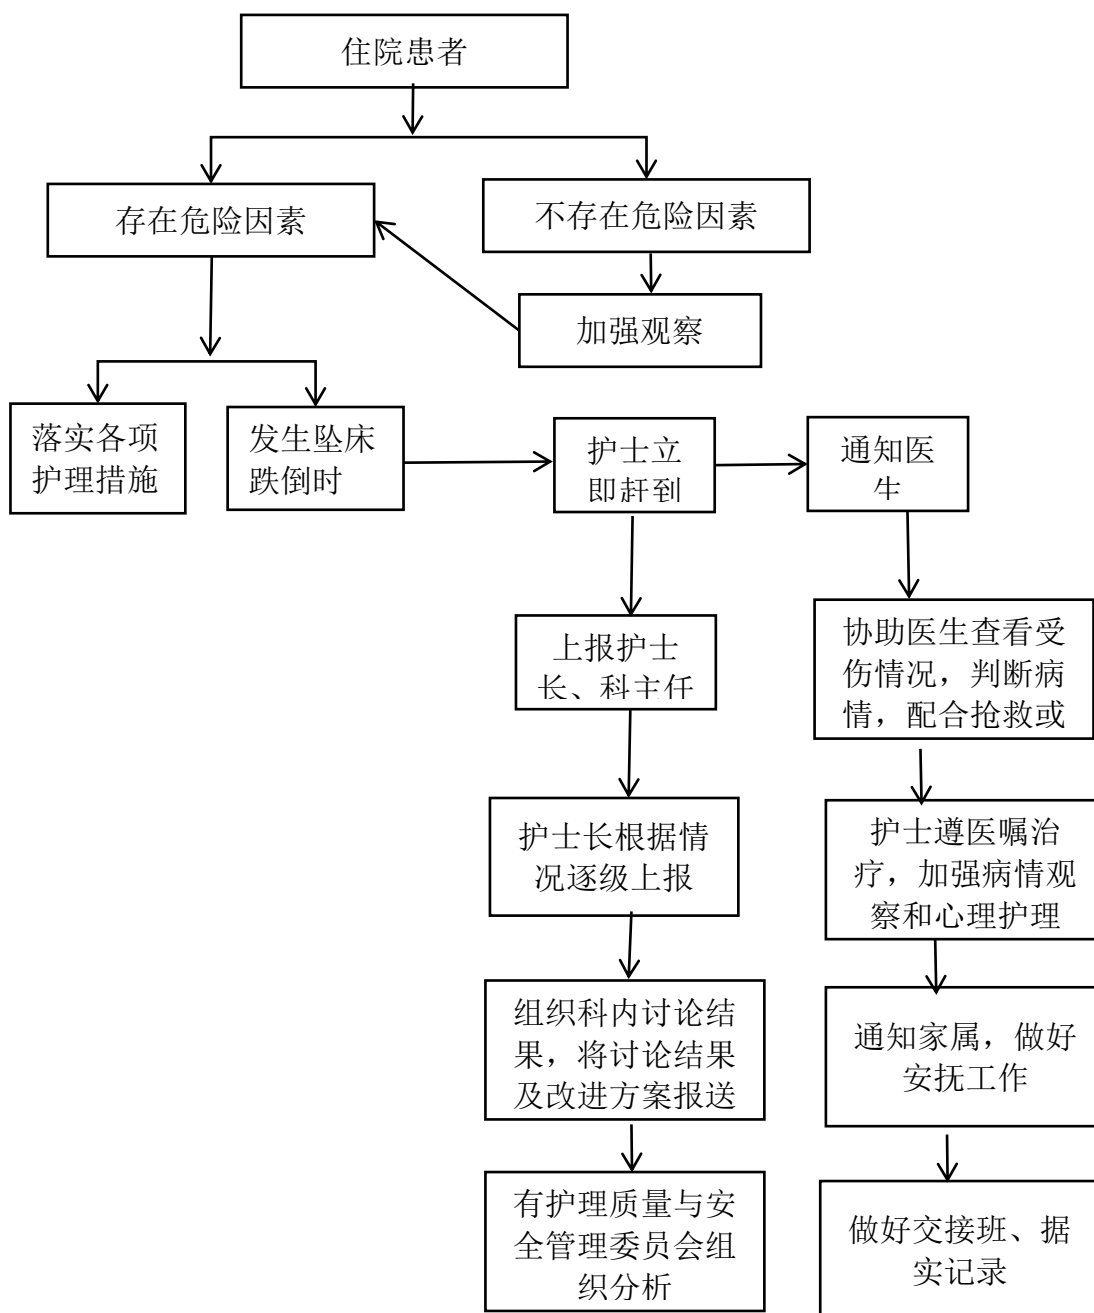 住院患者
存在危险因素
不存在危险因素
加强观察
落实各项
护理措施
发生坠床
跌倒时
护士立
即赶到
通知医
生
上报护士
长、科主任
协助医生查看受
伤情况，判断病
情，配合抢救或
护士长根据情
况逐级上报
护士遵医嘱治
疗，加强病情观
察和心理护理
组织科内讨论结
果，将讨论结果
及改进方案报送
通知家属，做好
安抚工作
有护理质量与安
全管理委员会组
织分析
做好交接班、据
实记录